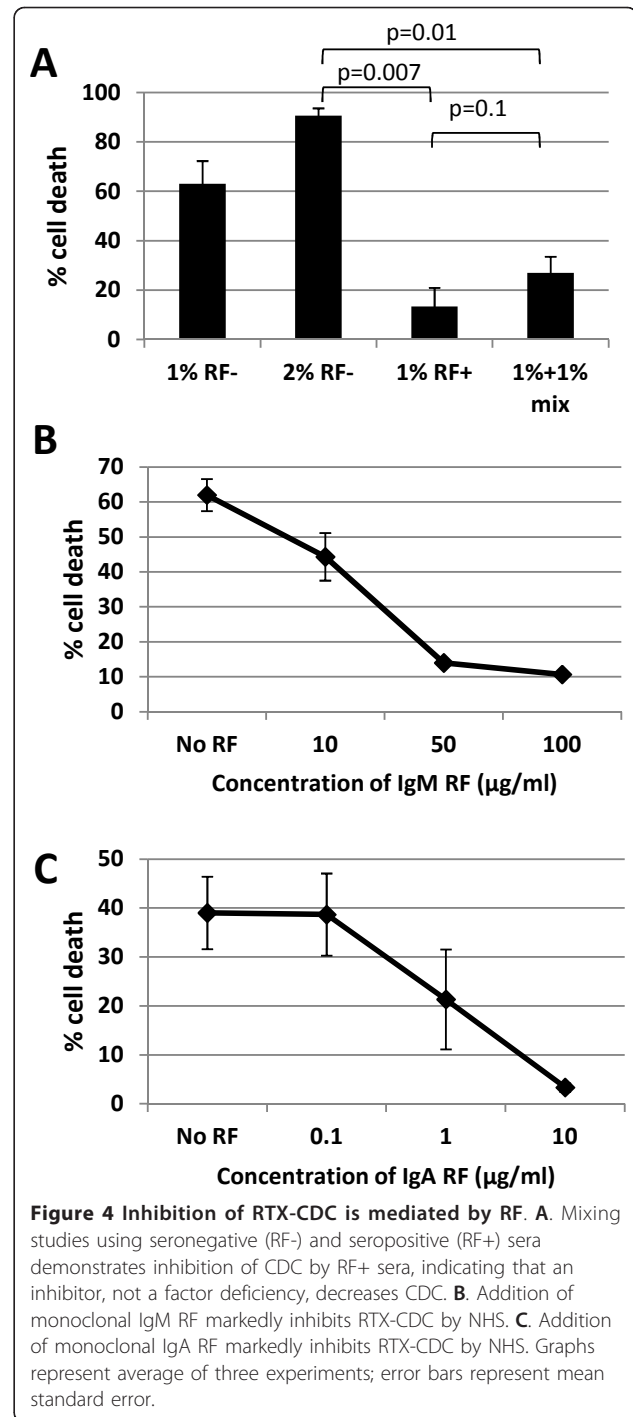 A
p=0.01
p=0.007
p=0.1
% cell death
100
80
60
40
20
0
1% RF-
2% RF-
1% RF+
1%+1%
mix
B
% cell death
70
60
50
40
30
20
10
0
No RF
10
50
100
Concentration of IgM RF (μg/ml)
C
% cell death
50
40
30
20
10
0
No RF
0.1
1
10
Concentration of IgA RF (μg/ml)
Figure 4 Inhibition of RTX-CDC is mediated by RF. A. Mixing
studies using seronegative (RF-) and seropositive (RF+) sera
demonstrates inhibition of CDC by RF+ sera, indicating that an
inhibitor, not a factor deficiency, decreases CDC. B. Addition of
monoclonal IgM RF markedly inhibits RTX-CDC by NHS. C. Addition
of monoclonal IgA RF markedly inhibits RTX-CDC by NHS. Graphs
represent average of three experiments; error bars represent mean
standard error.